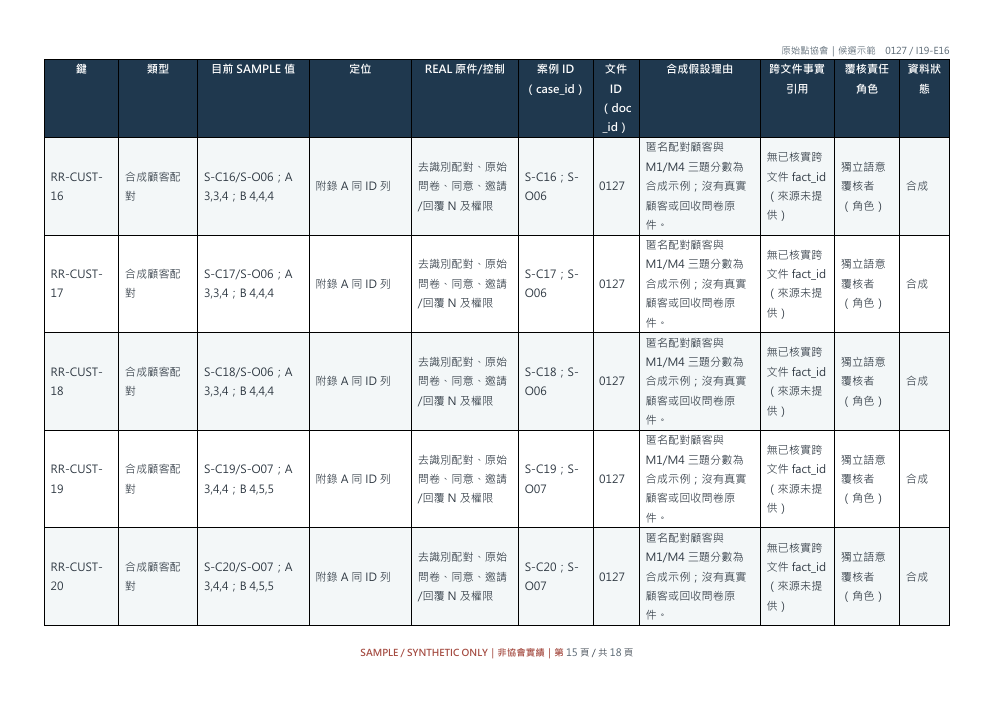 原始點協會｜候選示範 0127 / I19-E16
鍵 類型 目前 SAMPLE 值 定位 REAL 原件/控制 案例 ID 文件 合成假設理由 跨文件事實 覆核責任 資料狀
（case_id） ID 引用 角色 態
（doc
_id）
匿名配對顧客與
無已核實跨
去識別配對、原始 M1/M4 三題分數為 獨立語意
RR-CUST- 合成顧客配 S-C16/S-O06；A S-C16；S- 文件 fact_id
附錄 A 同 ID 列 問卷、同意、邀請 0127 合成示例；沒有真實 覆核者 合成
16 對 3,3,4；B 4,4,4 O06 （來源未提
/回覆 N 及權限 顧客或回收問卷原 （角色）
供）
件。
匿名配對顧客與
無已核實跨
去識別配對、原始 M1/M4 三題分數為 獨立語意
RR-CUST- 合成顧客配 S-C17/S-O06；A S-C17；S- 文件 fact_id
附錄 A 同 ID 列 問卷、同意、邀請 0127 合成示例；沒有真實 覆核者 合成
17 對 3,3,4；B 4,4,4 O06 （來源未提
/回覆 N 及權限 顧客或回收問卷原 （角色）
供）
件。
匿名配對顧客與
無已核實跨
去識別配對、原始 M1/M4 三題分數為 獨立語意
RR-CUST- 合成顧客配 S-C18/S-O06；A S-C18；S- 文件 fact_id
附錄 A 同 ID 列 問卷、同意、邀請 0127 合成示例；沒有真實 覆核者 合成
18 對 3,3,4；B 4,4,4 O06 （來源未提
/回覆 N 及權限 顧客或回收問卷原 （角色）
供）
件。
匿名配對顧客與
無已核實跨
去識別配對、原始 M1/M4 三題分數為 獨立語意
RR-CUST- 合成顧客配 S-C19/S-O07；A S-C19；S- 文件 fact_id
附錄 A 同 ID 列 問卷、同意、邀請 0127 合成示例；沒有真實 覆核者 合成
19 對 3,4,4；B 4,5,5 O07 （來源未提
/回覆 N 及權限 顧客或回收問卷原 （角色）
供）
件。
匿名配對顧客與
無已核實跨
去識別配對、原始 M1/M4 三題分數為 獨立語意
RR-CUST- 合成顧客配 S-C20/S-O07；A S-C20；S- 文件 fact_id
附錄 A 同 ID 列 問卷、同意、邀請 0127 合成示例；沒有真實 覆核者 合成
20 對 3,4,4；B 4,5,5 O07 （來源未提
/回覆 N 及權限 顧客或回收問卷原 （角色）
供）
件。
SAMPLE / SYNTHETIC ONLY｜非協會實績｜第 15 頁 / 共 18 頁